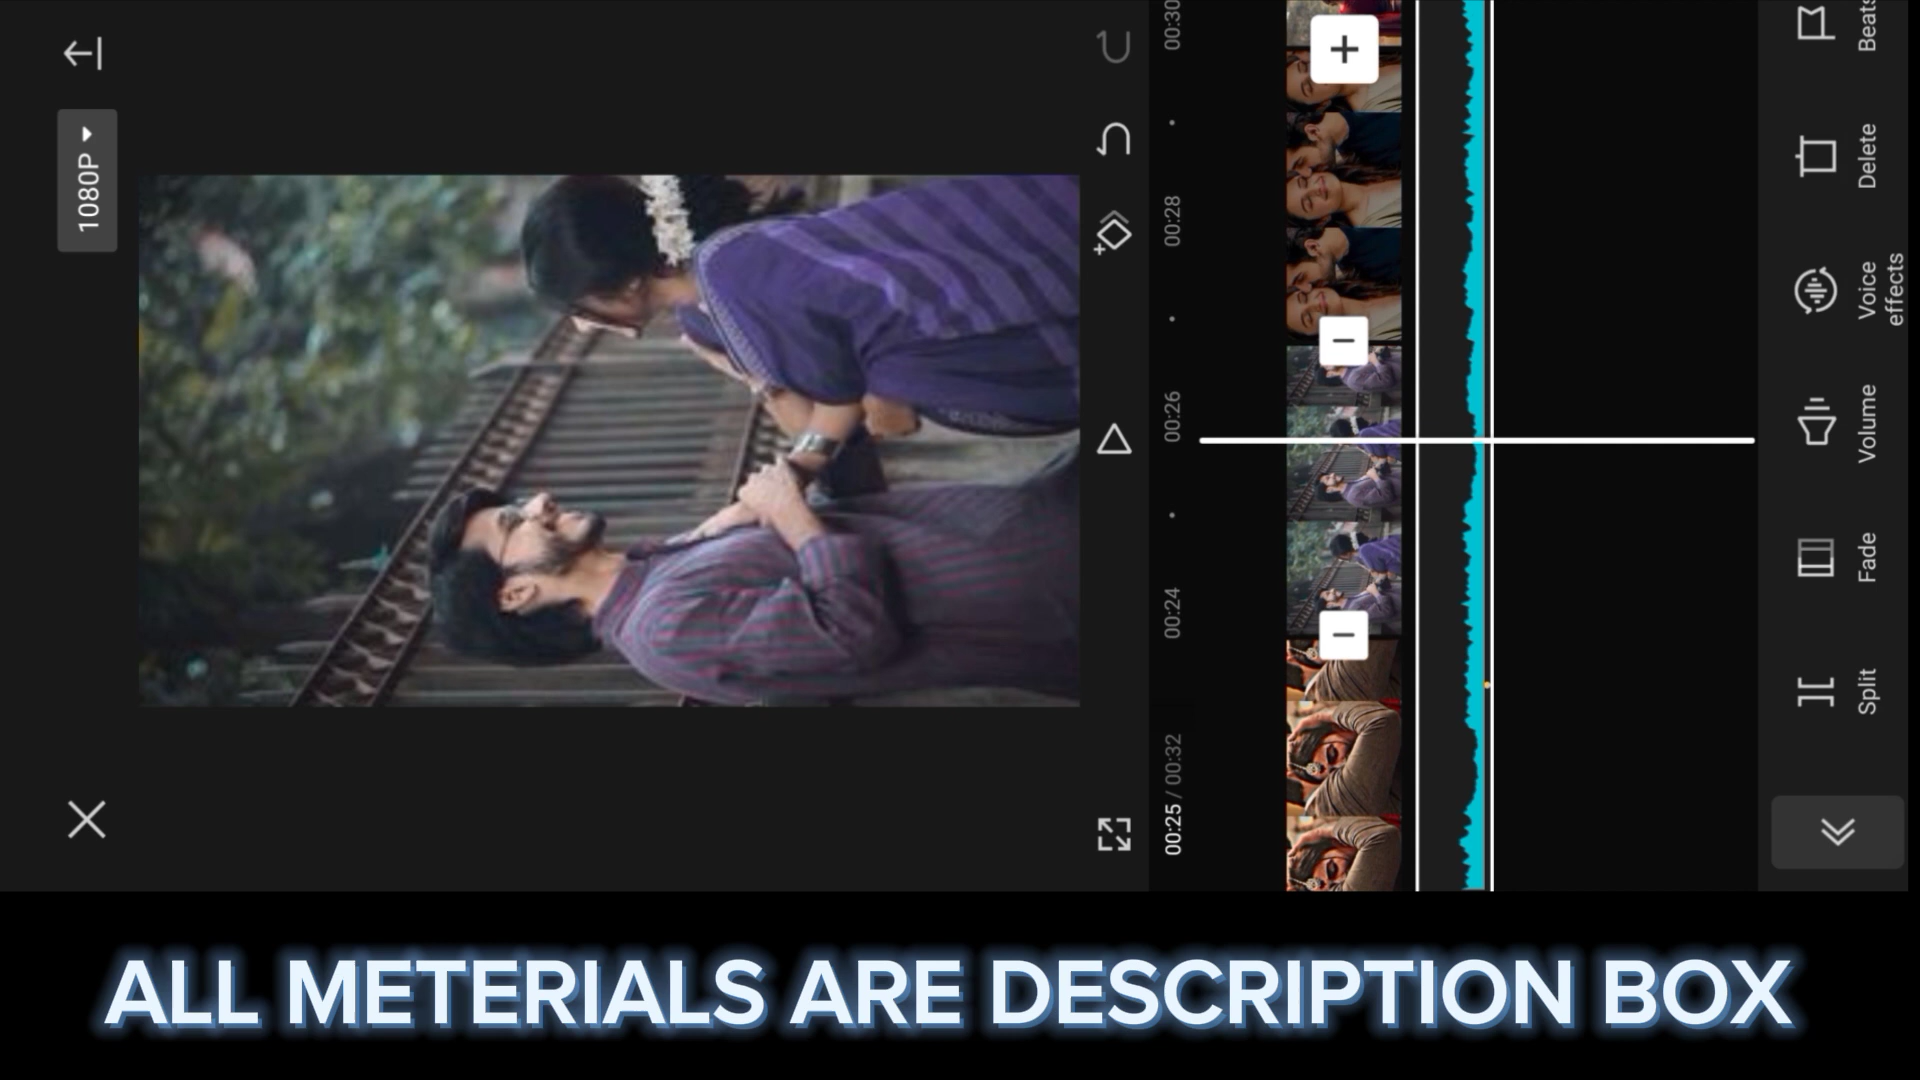 1080P
00:25 / 00:32
00:24
00:26
00:28
00:30
Split
Fade
Volume
Voice
effects
Delete
Beats
ALL METERIALS ARE DESCRIPTION BOX